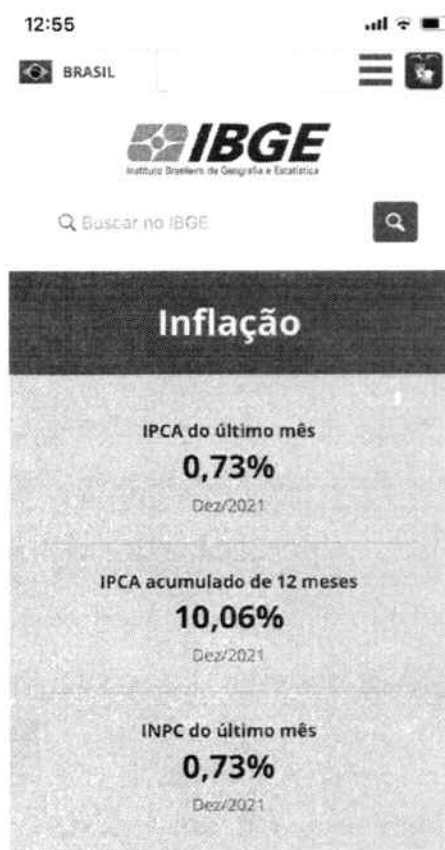 12:55
BRASIL
IBGE
Instituto Brasileiro de Geografia e Estatística
Buscar no IBGE
Inflação
IPCA do último mês
0,73%
Dez/2021
IPCA acumulado de 12 meses
10,06%
Dez/2021
INPC do último mês
0,73%
Dez/2021